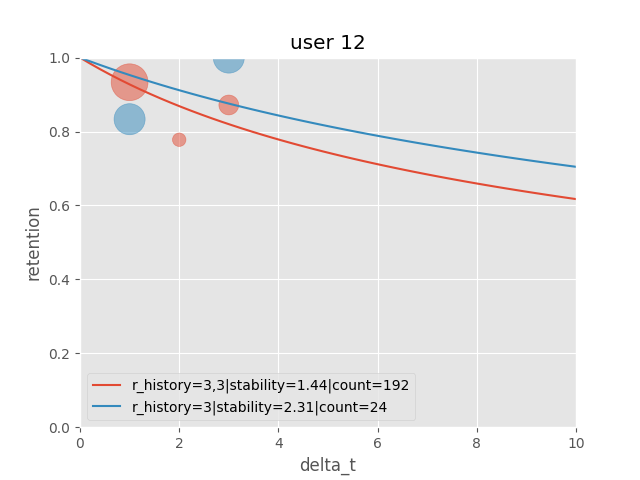 user 12
1.0
0.8
0.6
0.4
0.2
0.0
retention
r_history=3,3|stability=1.44|count=192
r_history=3|stability=2.31|count=24
0 2 4 6 8 10
delta_t